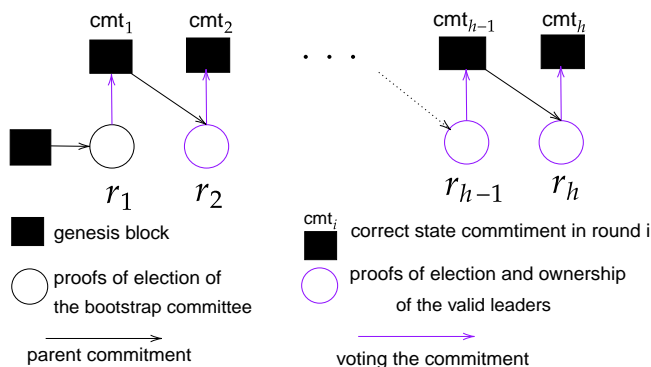 cmt₁ cmt₂ . . . cmtₕ₋₁ cmtₕ
r₁ r₂ rₕ₋₁ rₕ
genesis block
proofs of election of
the bootstrap committee
parent commitment
cmtᵢ correct state commtiment in round i
proofs of election and ownership
of the valid leaders
voting the commitment